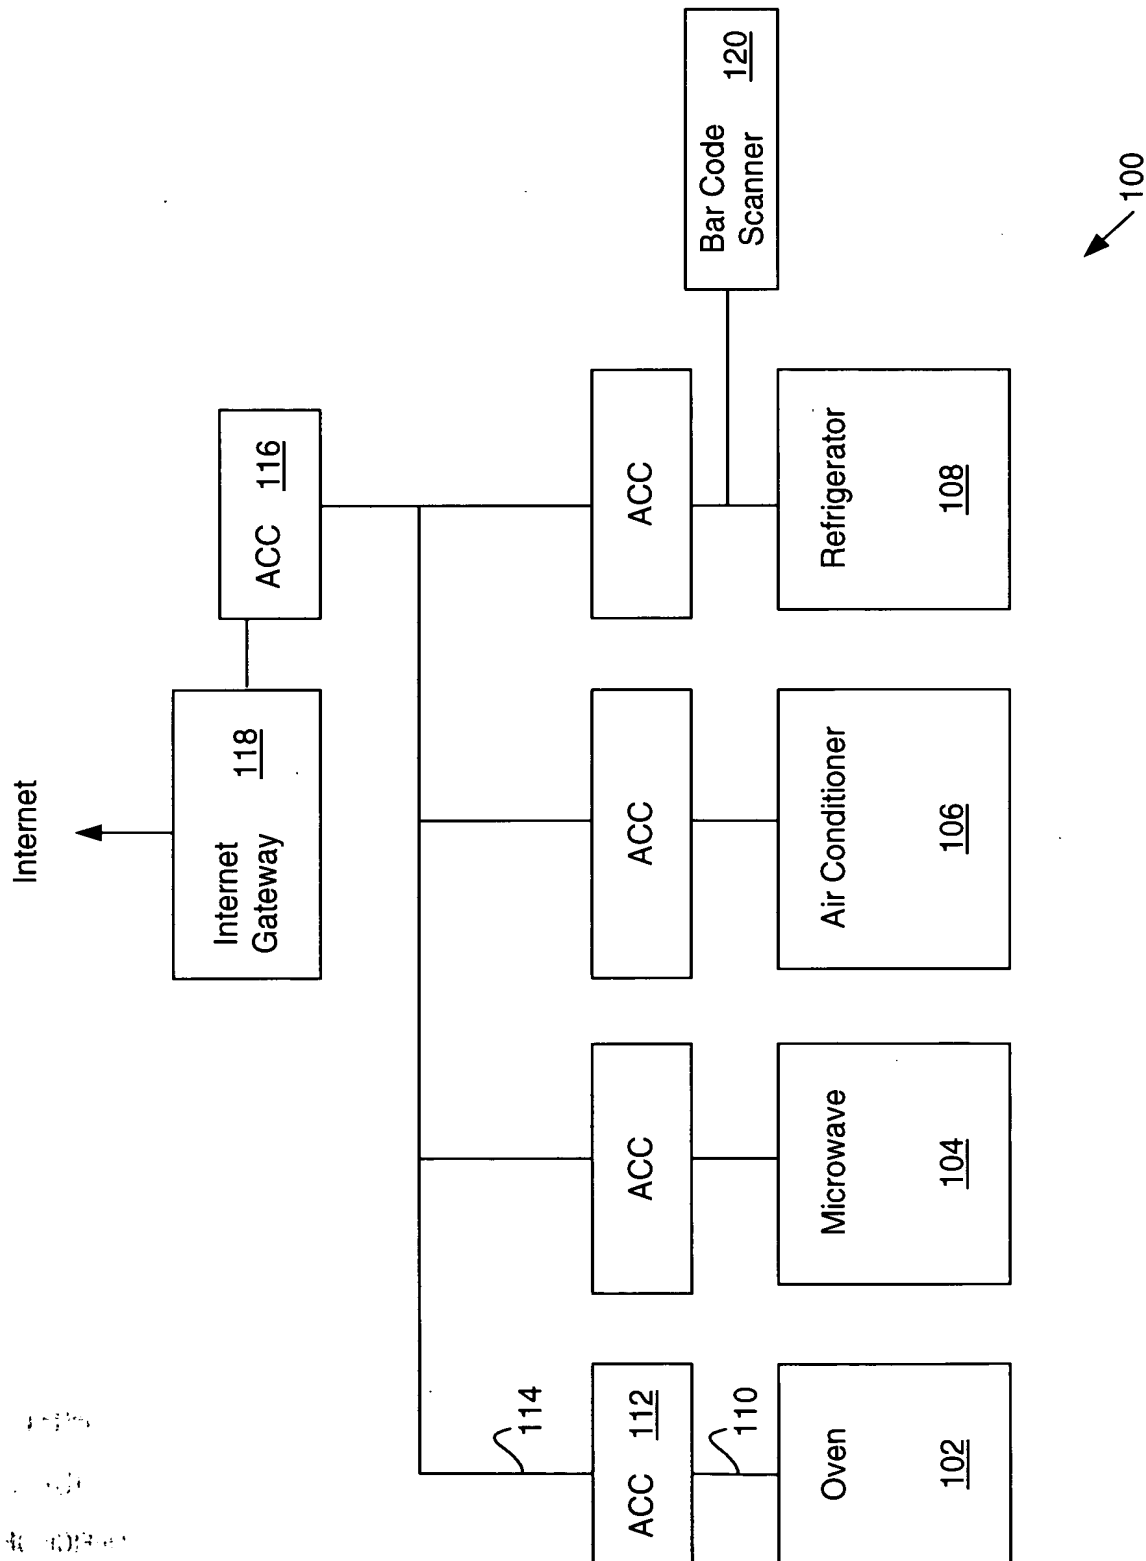 Internet
Internet
Gateway
118
ACC 116
114
ACC 112
ACC
ACC
ACC
110
Bar Code
Scanner
120
Oven
102
Microwave
104
Air Conditioner
106
Refrigerator
108
100